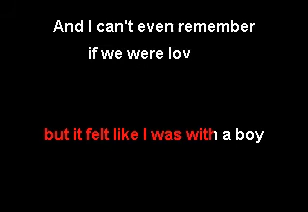 And I can't even remember
if we were lov
but it felt like I was with a boy